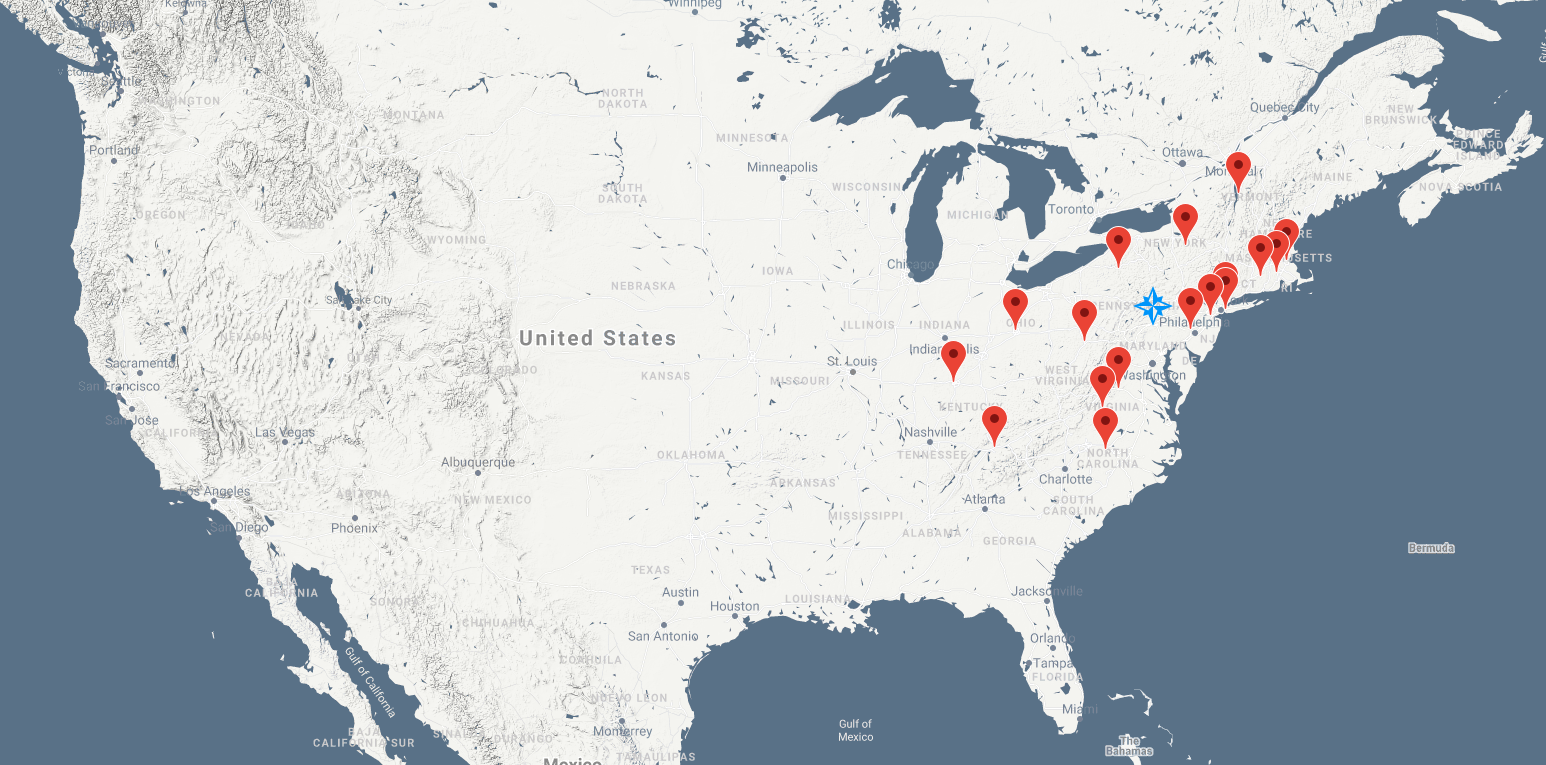 Kelowna
Winnipeg
Victoria
Seattle
WASHINGTON
MONTANA
NORTH
DAKOTA
MINNESOTA
Quebec City
NEW
BRUNSWICK
PRINCE
EDWARD
ISLAND
Portland
Minneapolis
Ottawa
Montreal
MAINE
NOVA SCOTIA
SOUTH
DAKOTA
WISCONSIN
VERMONT
OREGON
IDAHO
MICHIGAN
Toronto
WYOMING
NEW YORK
NEW
HAMPSHIRE
MASSACHUSETTS
Chicago
IOWA
NEBRASKA
CT
RI
Salt Lake City
PENNSYLVANIA
ILLINOIS
INDIANA
OHIO
Philadelphia
United States
NEVADA
Indianapolis
MARYLAND
NJ
UTAH
COLORADO
Sacramento
St. Louis
DE
San Francisco
KANSAS
MISSOURI
WEST
VIRGINIA
Washington
San Jose
KENTUCKY
VIRGINIA
CALIFORNIA
Las Vegas
Nashville
OKLAHOMA
TENNESSEE
NORTH
CAROLINA
Albuquerque
Charlotte
Los Angeles
ARIZONA
NEW MEXICO
ARKANSAS
Atlanta
SOUTH
CAROLINA
San Diego
Phoenix
MISSISSIPPI
ALABAMA
GEORGIA
Bermuda
TEXAS
BAJA
CALIFORNIA
SONORA
Austin
Houston
LOUISIANA
Jacksonville
CHIHUAHUA
San Antonio
Orlando
COAHUILA
Tampa
FLORIDA
Gulf of California
NUEVO LEON
Miami
Monterrey
Gulf of
Mexico
BAJA
CALIFORNIA SUR
SINALOA
DURANGO
The
Bahamas
TAMAULIPAS
Mexico